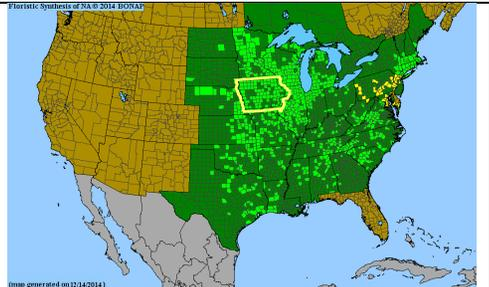 Floristic Synthesis of NA © 2014 BONAP
(map generated on 12/14/2014)